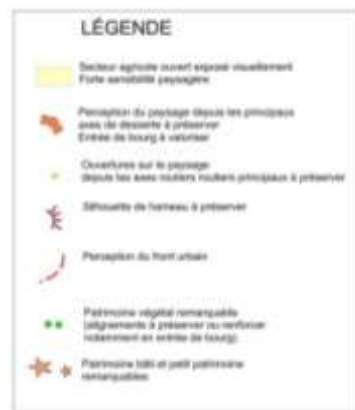 LÉGENDE
Secteur agricole ouvert exposé visuellement
Forte sensibilité paysagère
Perception du paysage depuis les principaux
axes de desserte à préserver
Entrée de bourg à valoriser
Ouvertures sur le paysage
depuis les axes routiers routiers principaux à préserver
Silhouette de hameau à préserver
Perception du front urbain
Patrimoine végétal remarquable
(alignements à préserver ou renforcer
notamment en entrée de bourg)
Patrimoine bâti et petit patrimoine
remarquables